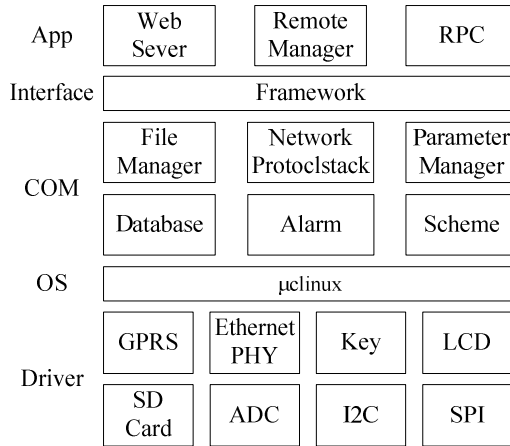 App
Web
Sever
Remote
Manager
RPC
Interface
Framework
COM
File
Manager
Network
Protoclstack
Parameter
Manager
Database
Alarm
Scheme
OS
μclinux
Driver
GPRS
Ethernet
PHY
Key
LCD
SD
Card
ADC
I2C
SPI